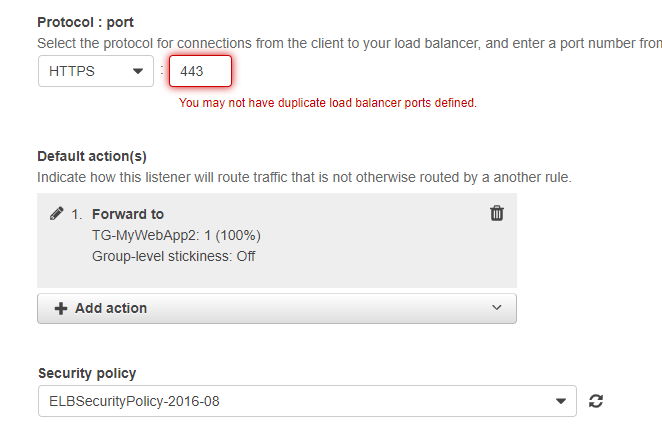 Protocol : port
Select the protocol for connections from the client to your load balancer, and enter a port number from
HTTPS : 443
You may not have duplicate load balancer ports defined.
Default action(s)
Indicate how this listener will route traffic that is not otherwise routed by a another rule.
1. Forward to
TG-MyWebApp2: 1 (100%)
Group-level stickiness: Off
Add action
Security policy
ELBSecurityPolicy-2016-08